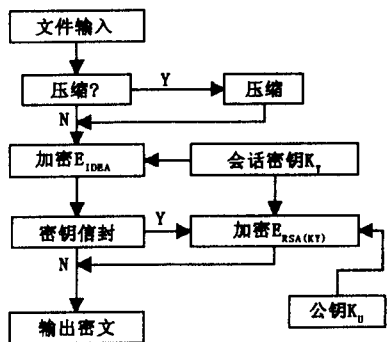 文件输入
压缩? Y 压缩
N
加密E_IDEA 会话密钥K_Y
密钥信封 Y 加密E_RSA(KY)
N
公钥K_U
输出密文